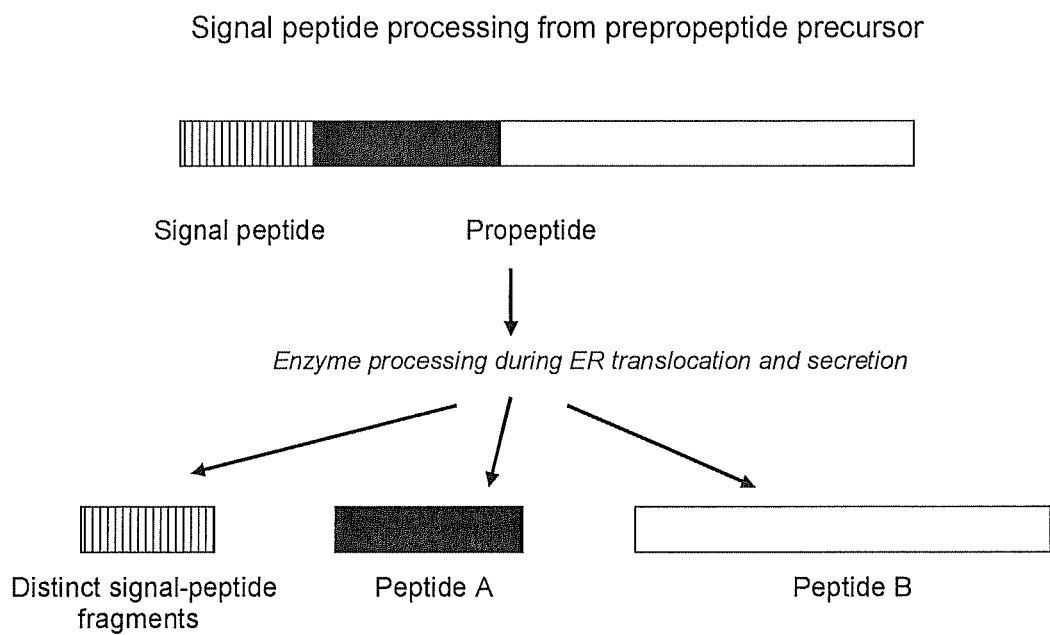 Signal peptide processing from prepropeptide precursor
Signal peptide
Propeptide
Enzyme processing during ER translocation and secretion
Distinct signal-peptide
fragments
Peptide A
Peptide B